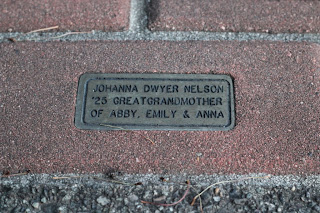 JOHANNA DWYER NELSON
'25 GREATGRANDMOTHER
OF ABBY, EMILY & ANNA